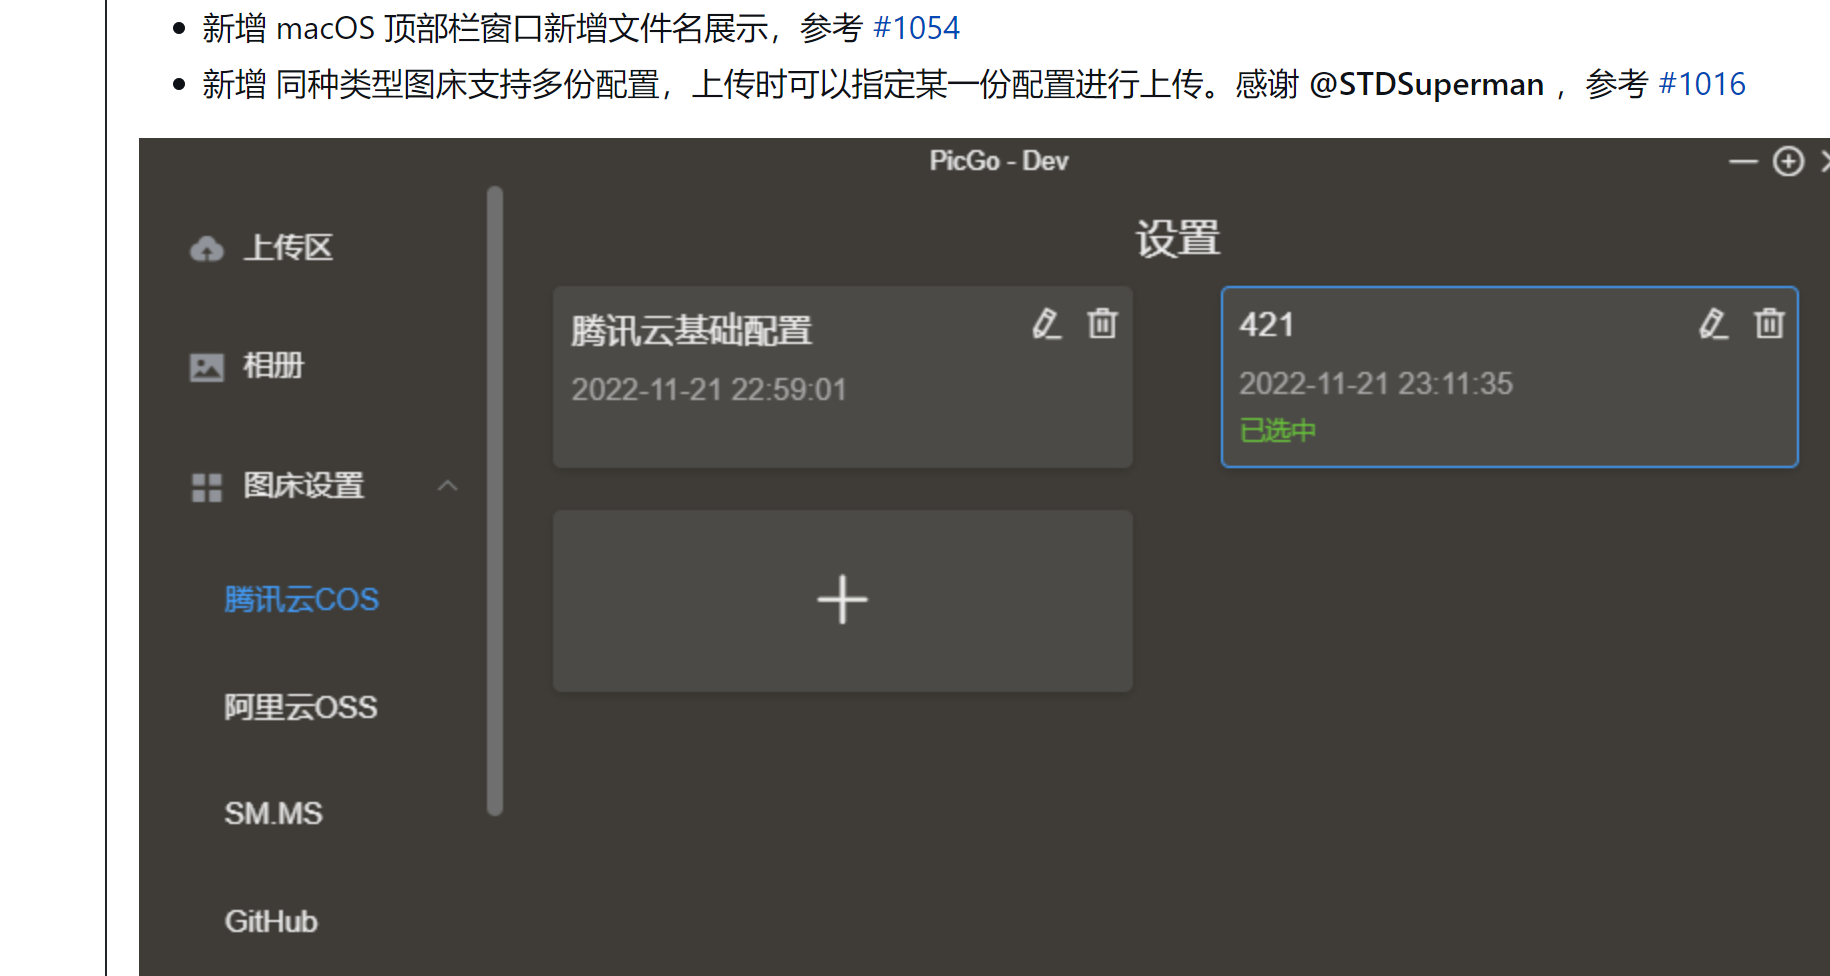 新增 macOS 顶部栏窗口新增文件名展示，参考 #1054
新增 同种类型图床支持多份配置，上传时可以指定某一份配置进行上传。感谢 @STDSuperman ，参考 #1016
PicGo - Dev
上传区
相册
图床设置
腾讯云COS
阿里云OSS
SM.MS
GitHub
设置
腾讯云基础配置
2022-11-21 22:59:01
421
2022-11-21 23:11:35
已选中